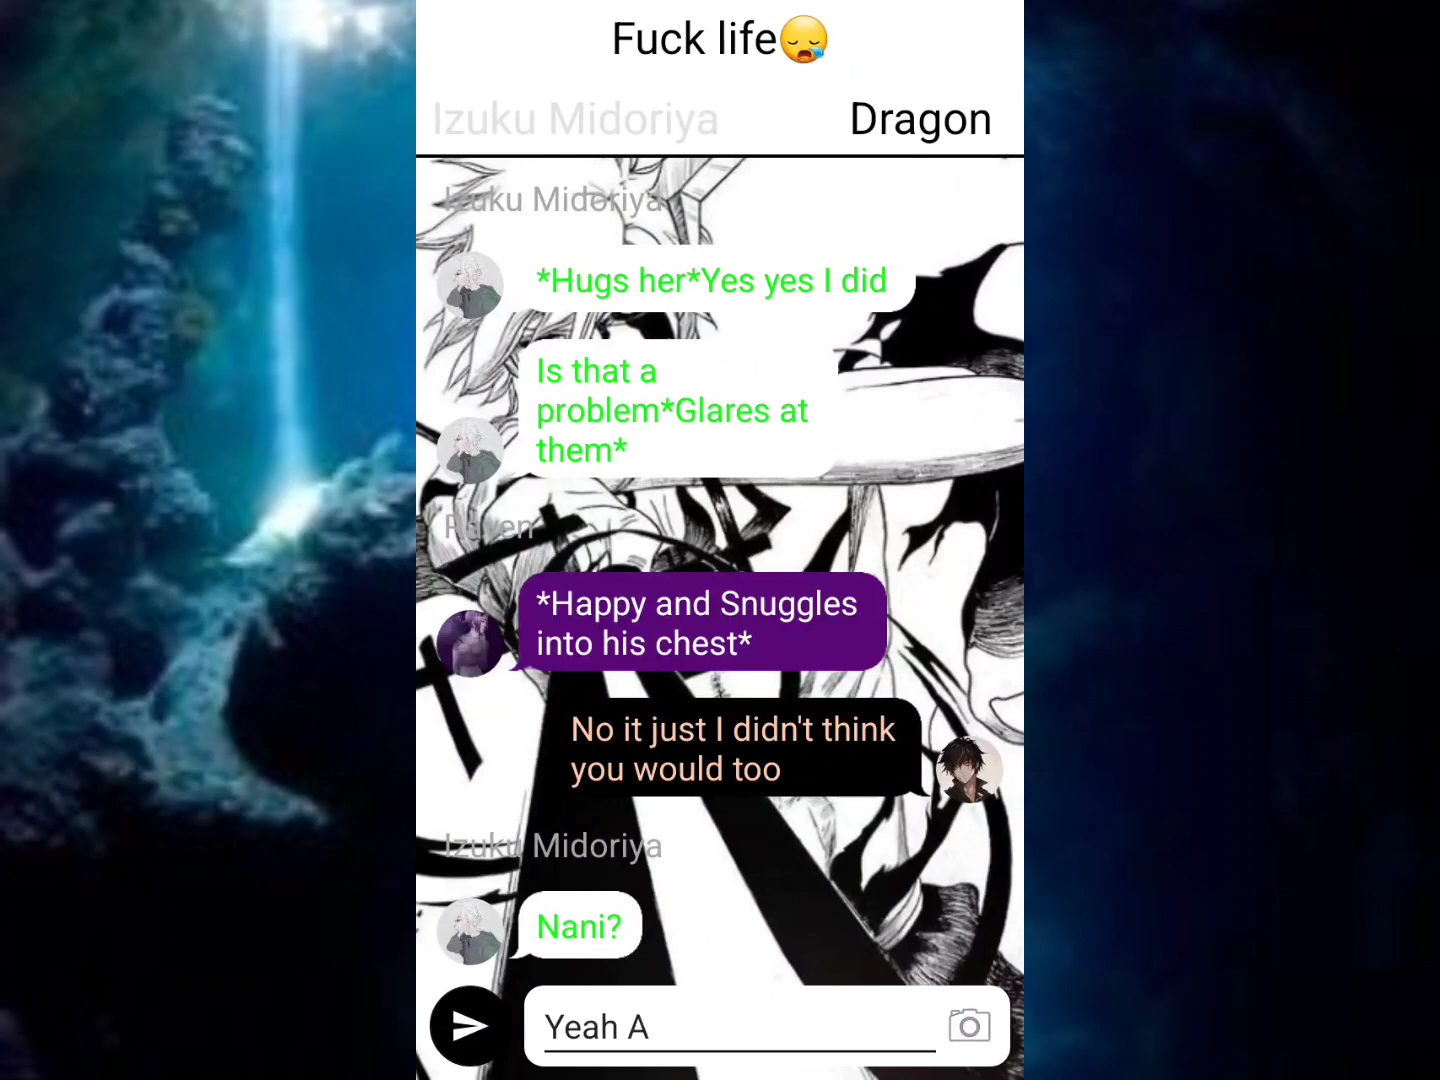 Fuck life😪
Izuku Midoriya Dragon
Izuku Midoriya
*Hugs her*Yes yes I did
Is that a
problem*Glares at
them*
Raven
*Happy and Snuggles
into his chest*
No it just I didn't think
you would too
Izuku Midoriya
Nani?
Yeah A